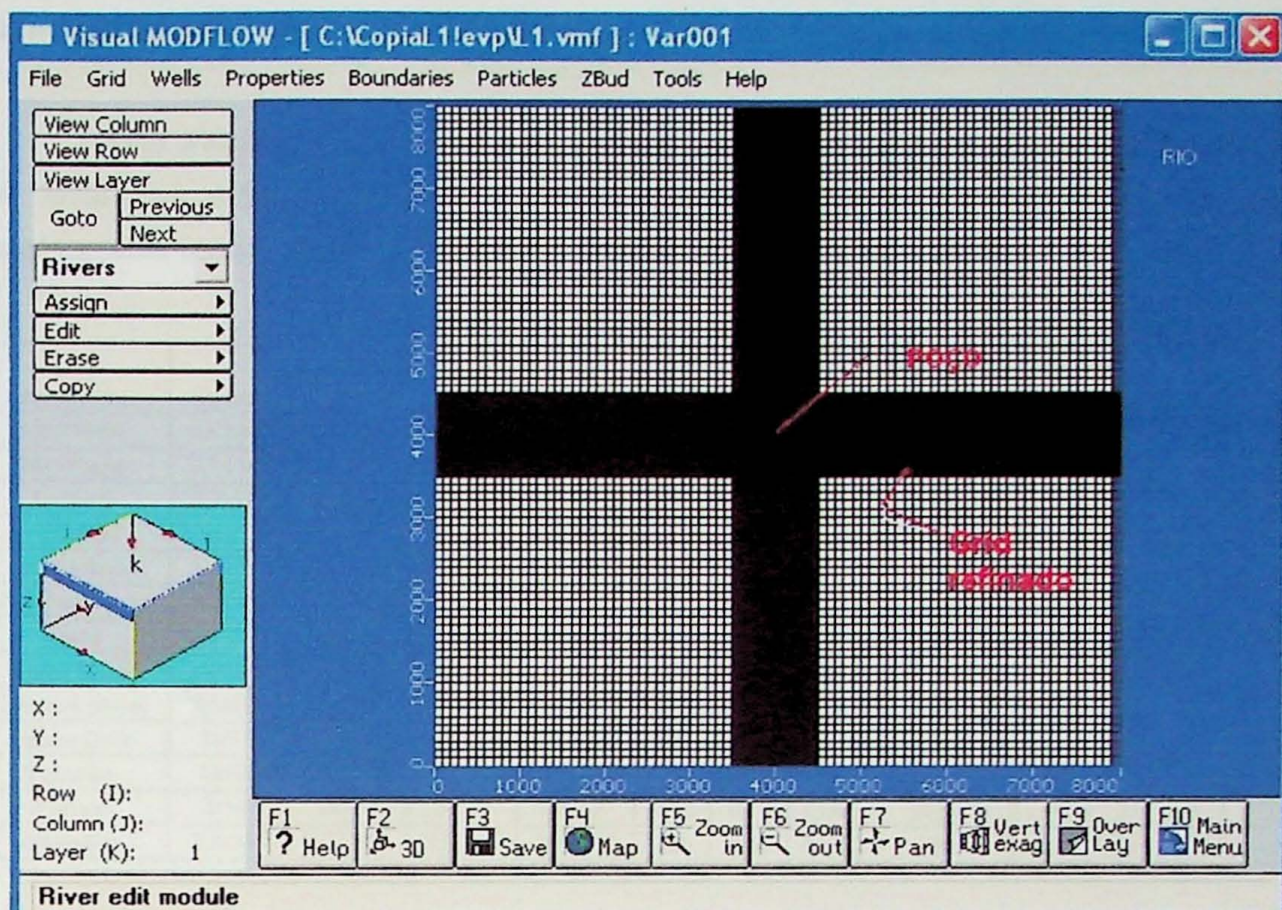 Visual MODFLOW - [ C:\CopiaL1!evp\L1.vmf ] : Var001
File Grid Wells Properties Boundaries Particles ZBud Tools Help
View Column
View Row
View Layer
Goto
Previous
Next
Rivers
Assign
Edit
Erase
Copy
8000
7000
6000
5000
4000
3000
2000
1000
0
RIO
poço
Grid
refinado
0 1000 2000 3000 4000 5000 6000 7000 8000
k
z
y
x
X :
Y :
Z :
Row (I):
Column (J):
Layer (K): 1
F1 ? Help
F2 3D
F3 Save
F4 Map
F5 Zoom in
F6 Zoom out
F7 Pan
F8 Vert exag
F9 Over Lay
F10 Main Menu
River edit module